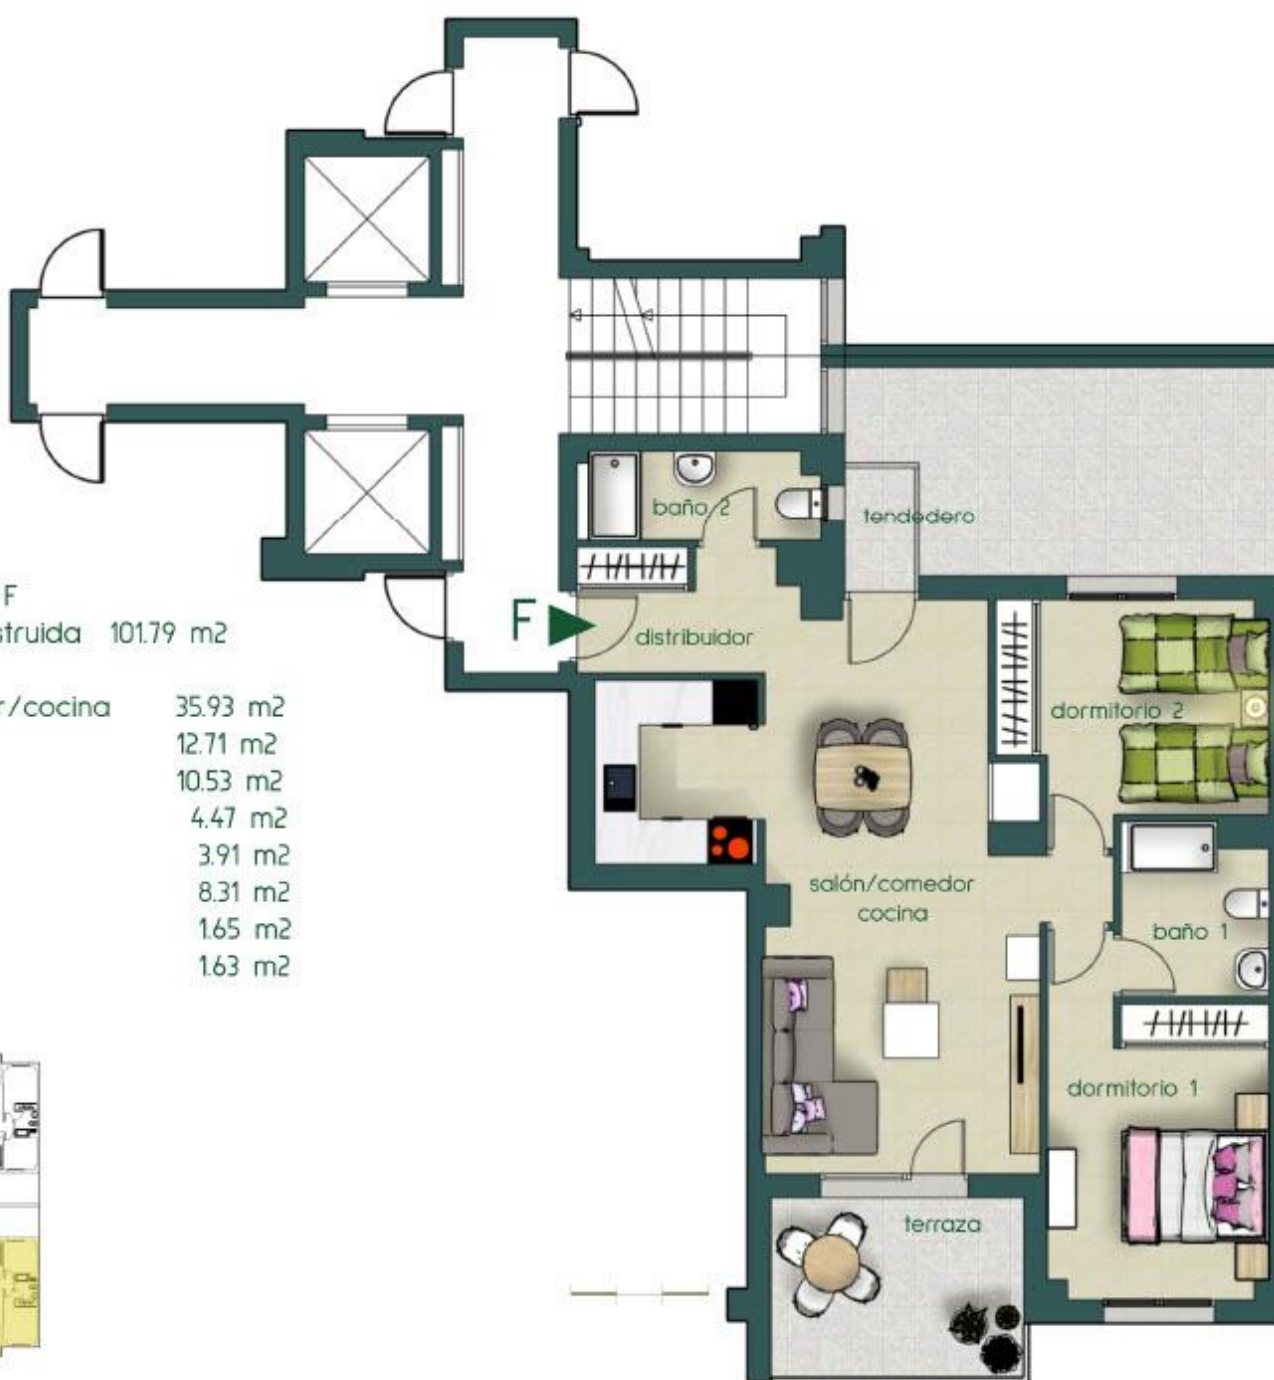 F
struida 101.79 m2
r/cocina 35.93 m2
12.71 m2
10.53 m2
4.47 m2
3.91 m2
8.31 m2
1.65 m2
1.63 m2
F
baño 2
tendedero
distribuidor
dormitorio 2
salón/comedor
cocina
baño 1
dormitorio 1
terraza